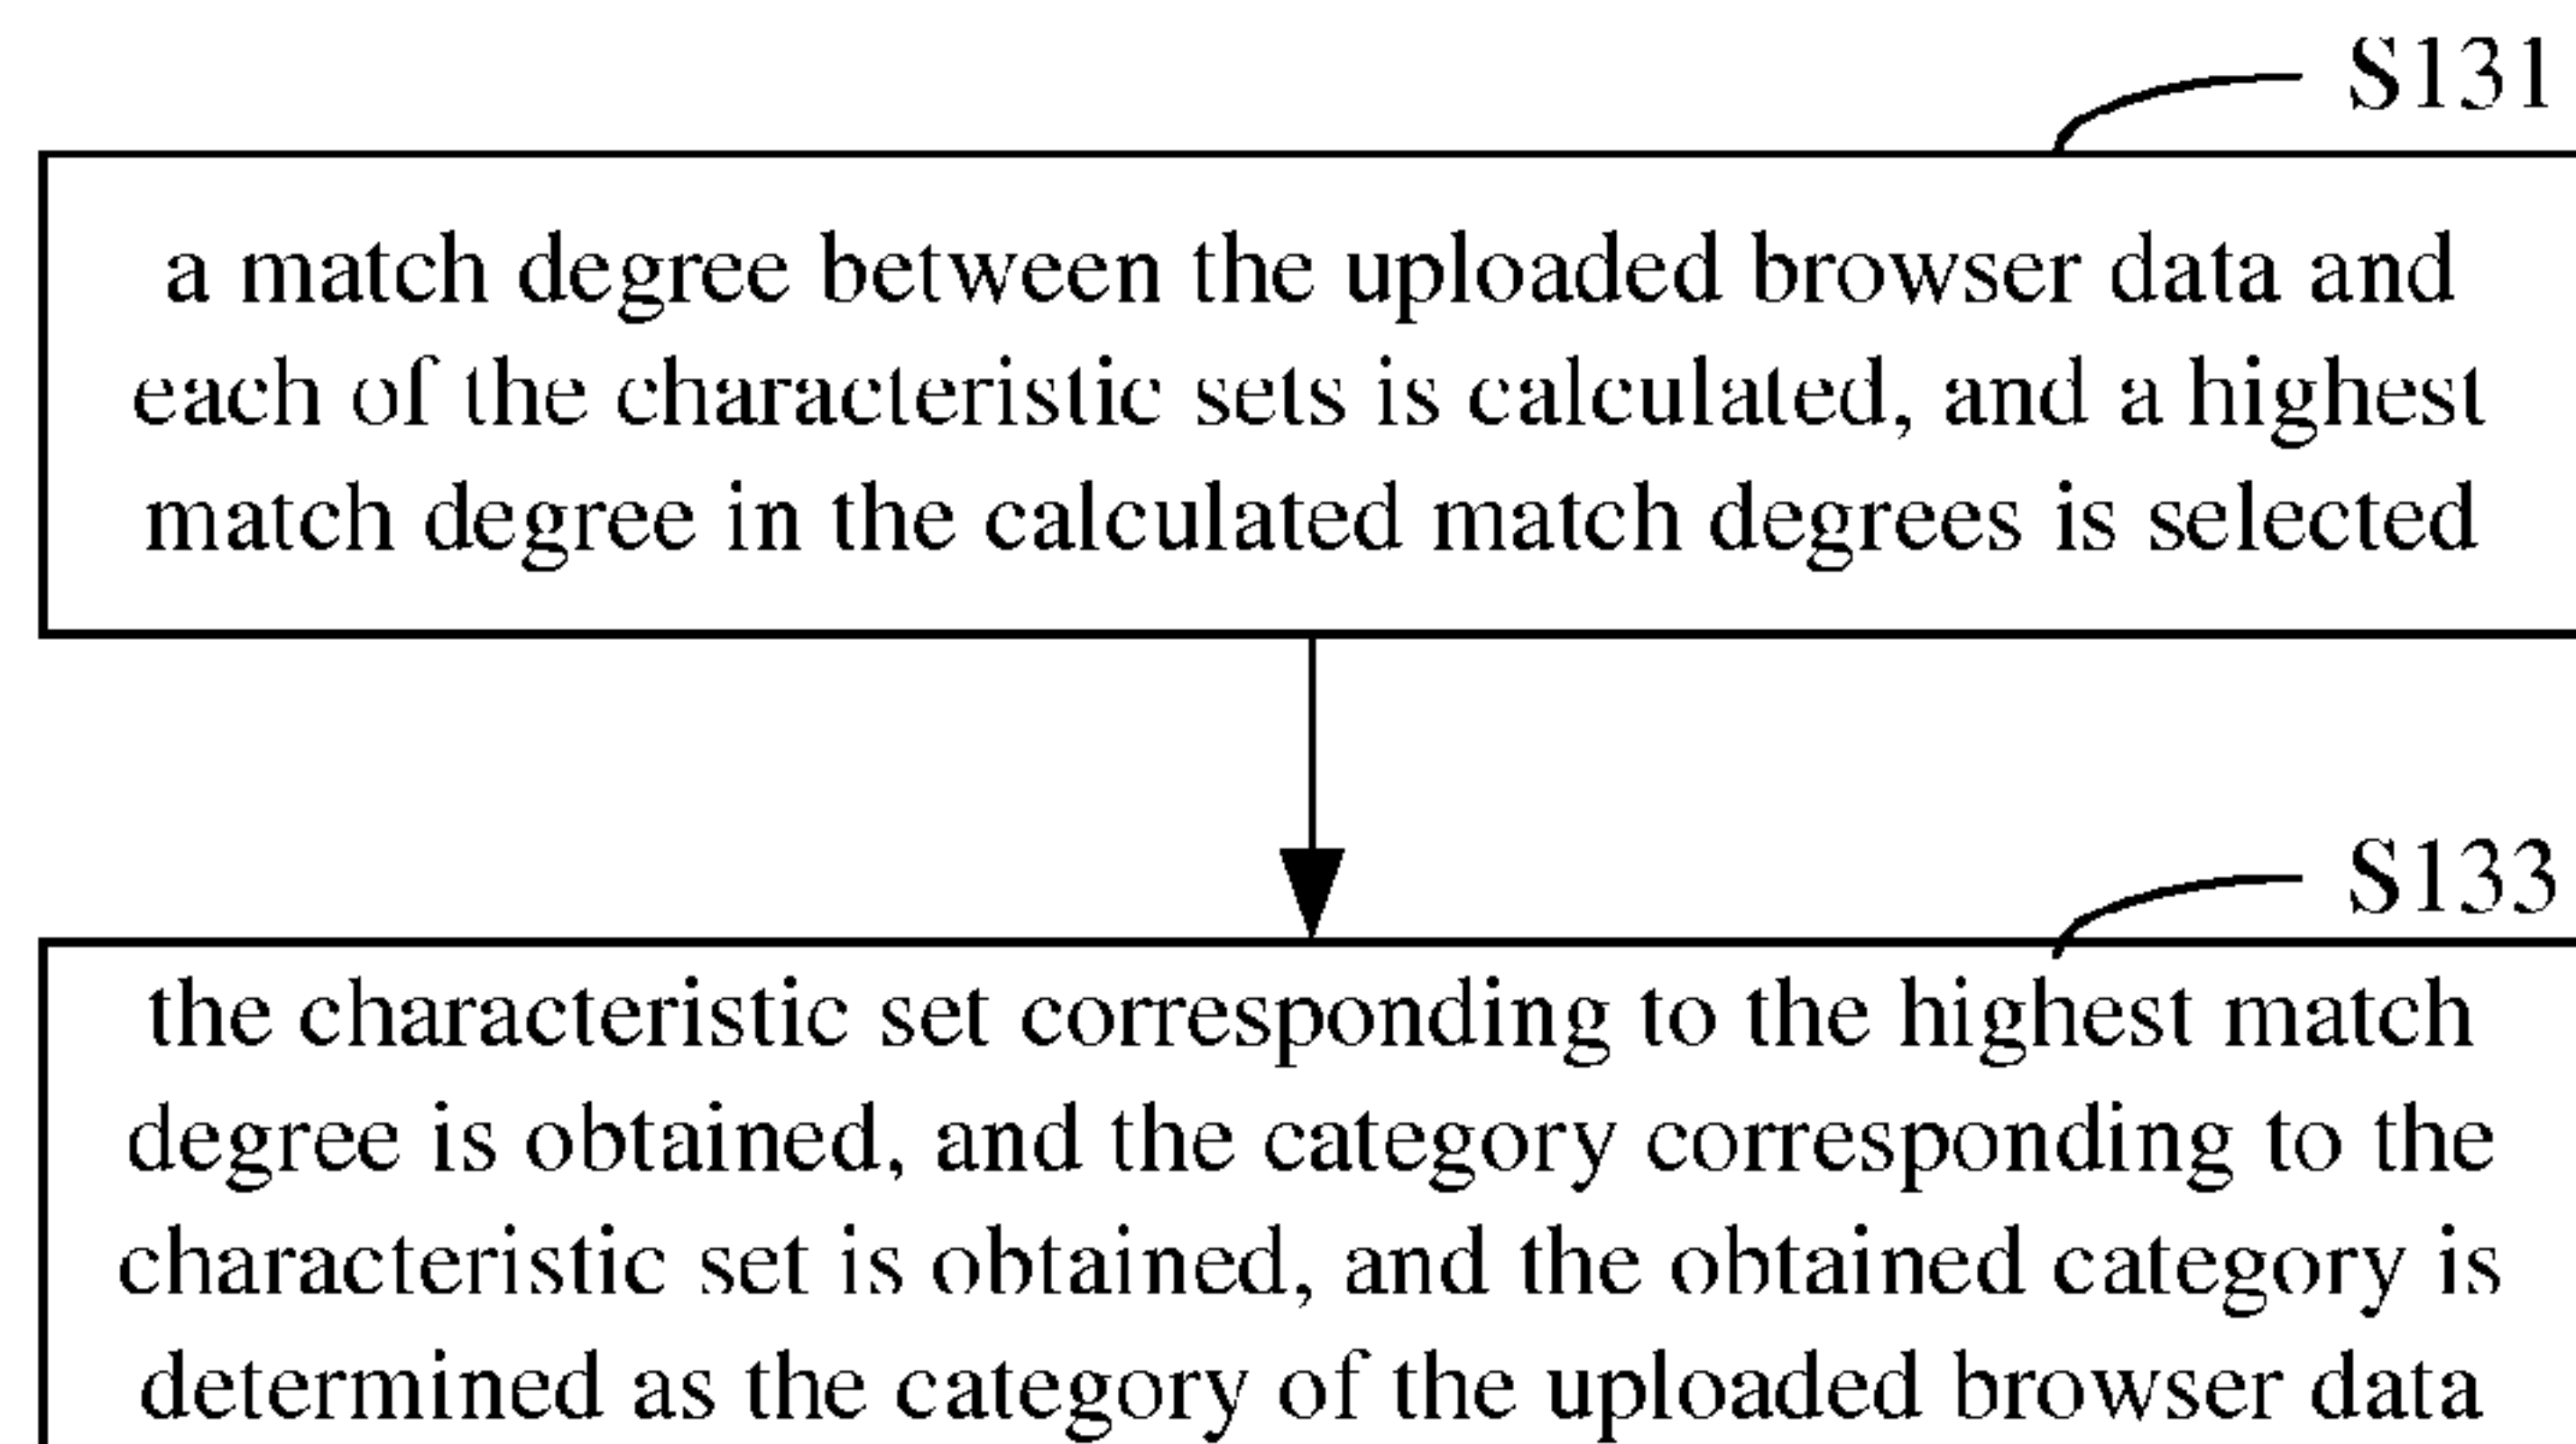 S131
a match degree between the uploaded browser data and
each of the characteristic sets is calculated, and a highest
match degree in the calculated match degrees is selected
S133
the characteristic set corresponding to the highest match
degree is obtained, and the category corresponding to the
characteristic set is obtained, and the obtained category is
determined as the category of the uploaded browser data